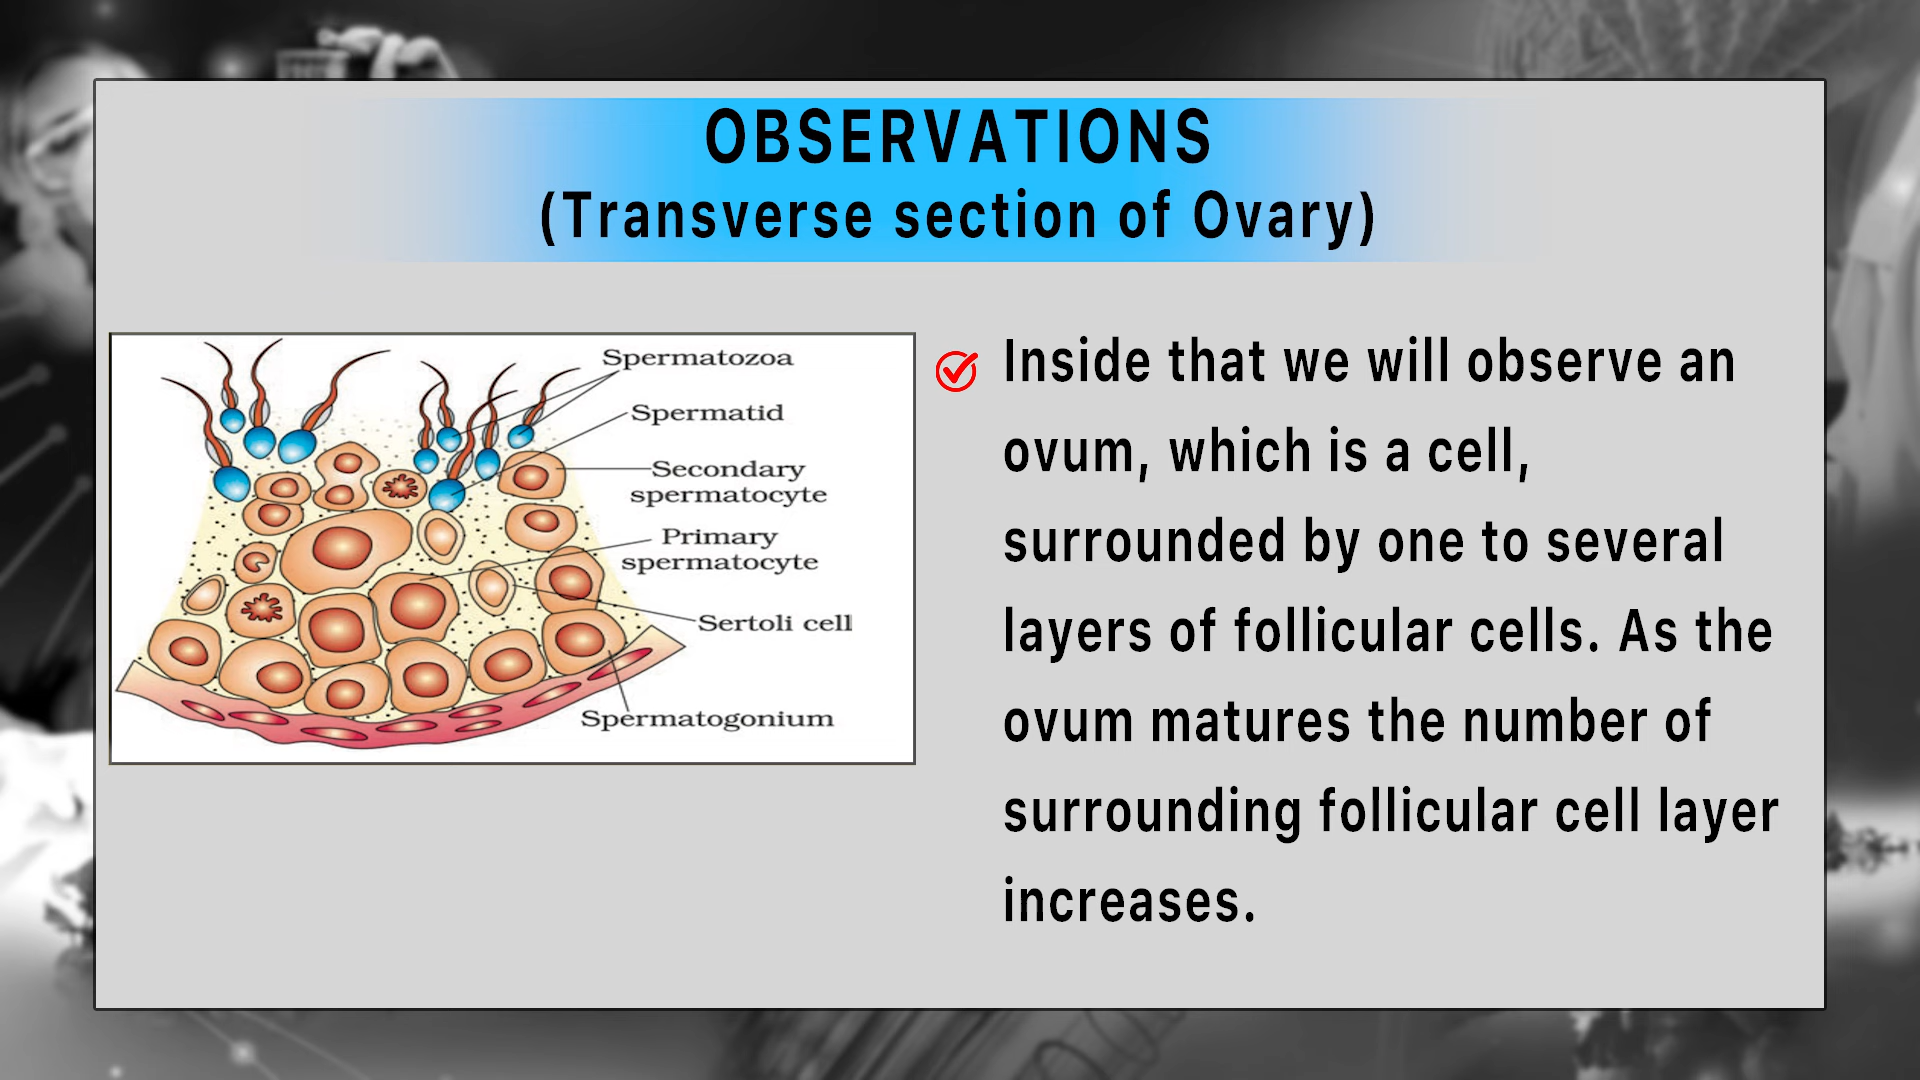 OBSERVATIONS
(Transverse section of Ovary)
Spermatozoa
Spermatid
Secondary
spermatocyte
Primary
spermatocyte
Sertoli cell
Spermatogonium
Inside that we will observe an
ovum, which is a cell,
surrounded by one to several
layers of follicular cells. As the
ovum matures the number of
surrounding follicular cell layer
increases.